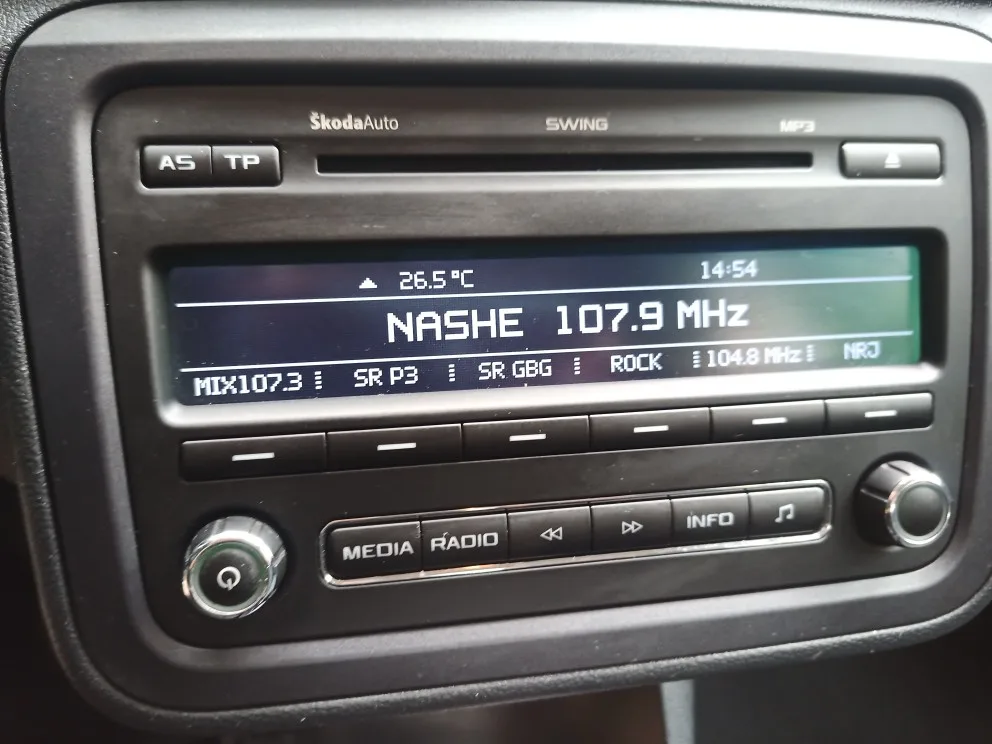 ŠkodaAuto SWING MP3
AS TP
26.5°C 14:54
NASHE 107.9 MHz
MIX107.3 SR P3 SR GBG ROCK 104.8 MHz NRJ
MEDIA RADIO INFO